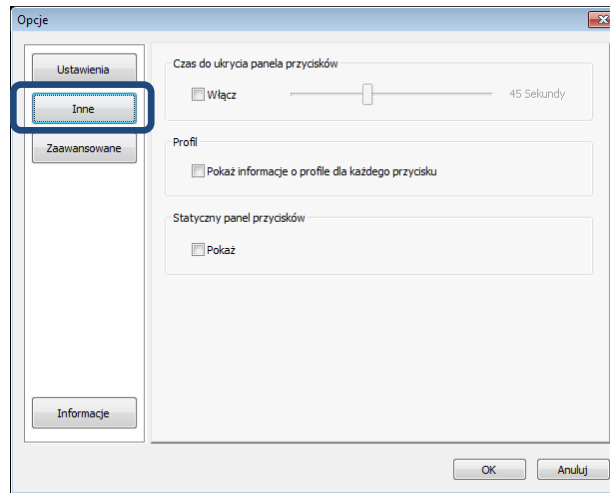 Opcje
Ustawienia
Inne
Zaawansowane
Informacje
Czas do ukrycia panela przycisków
Włącz
45 Sekundy
Profil
Pokaż informacje o profile dla każdego przycisku
Statyczny panel przycisków
Pokaż
OK
Anuluj